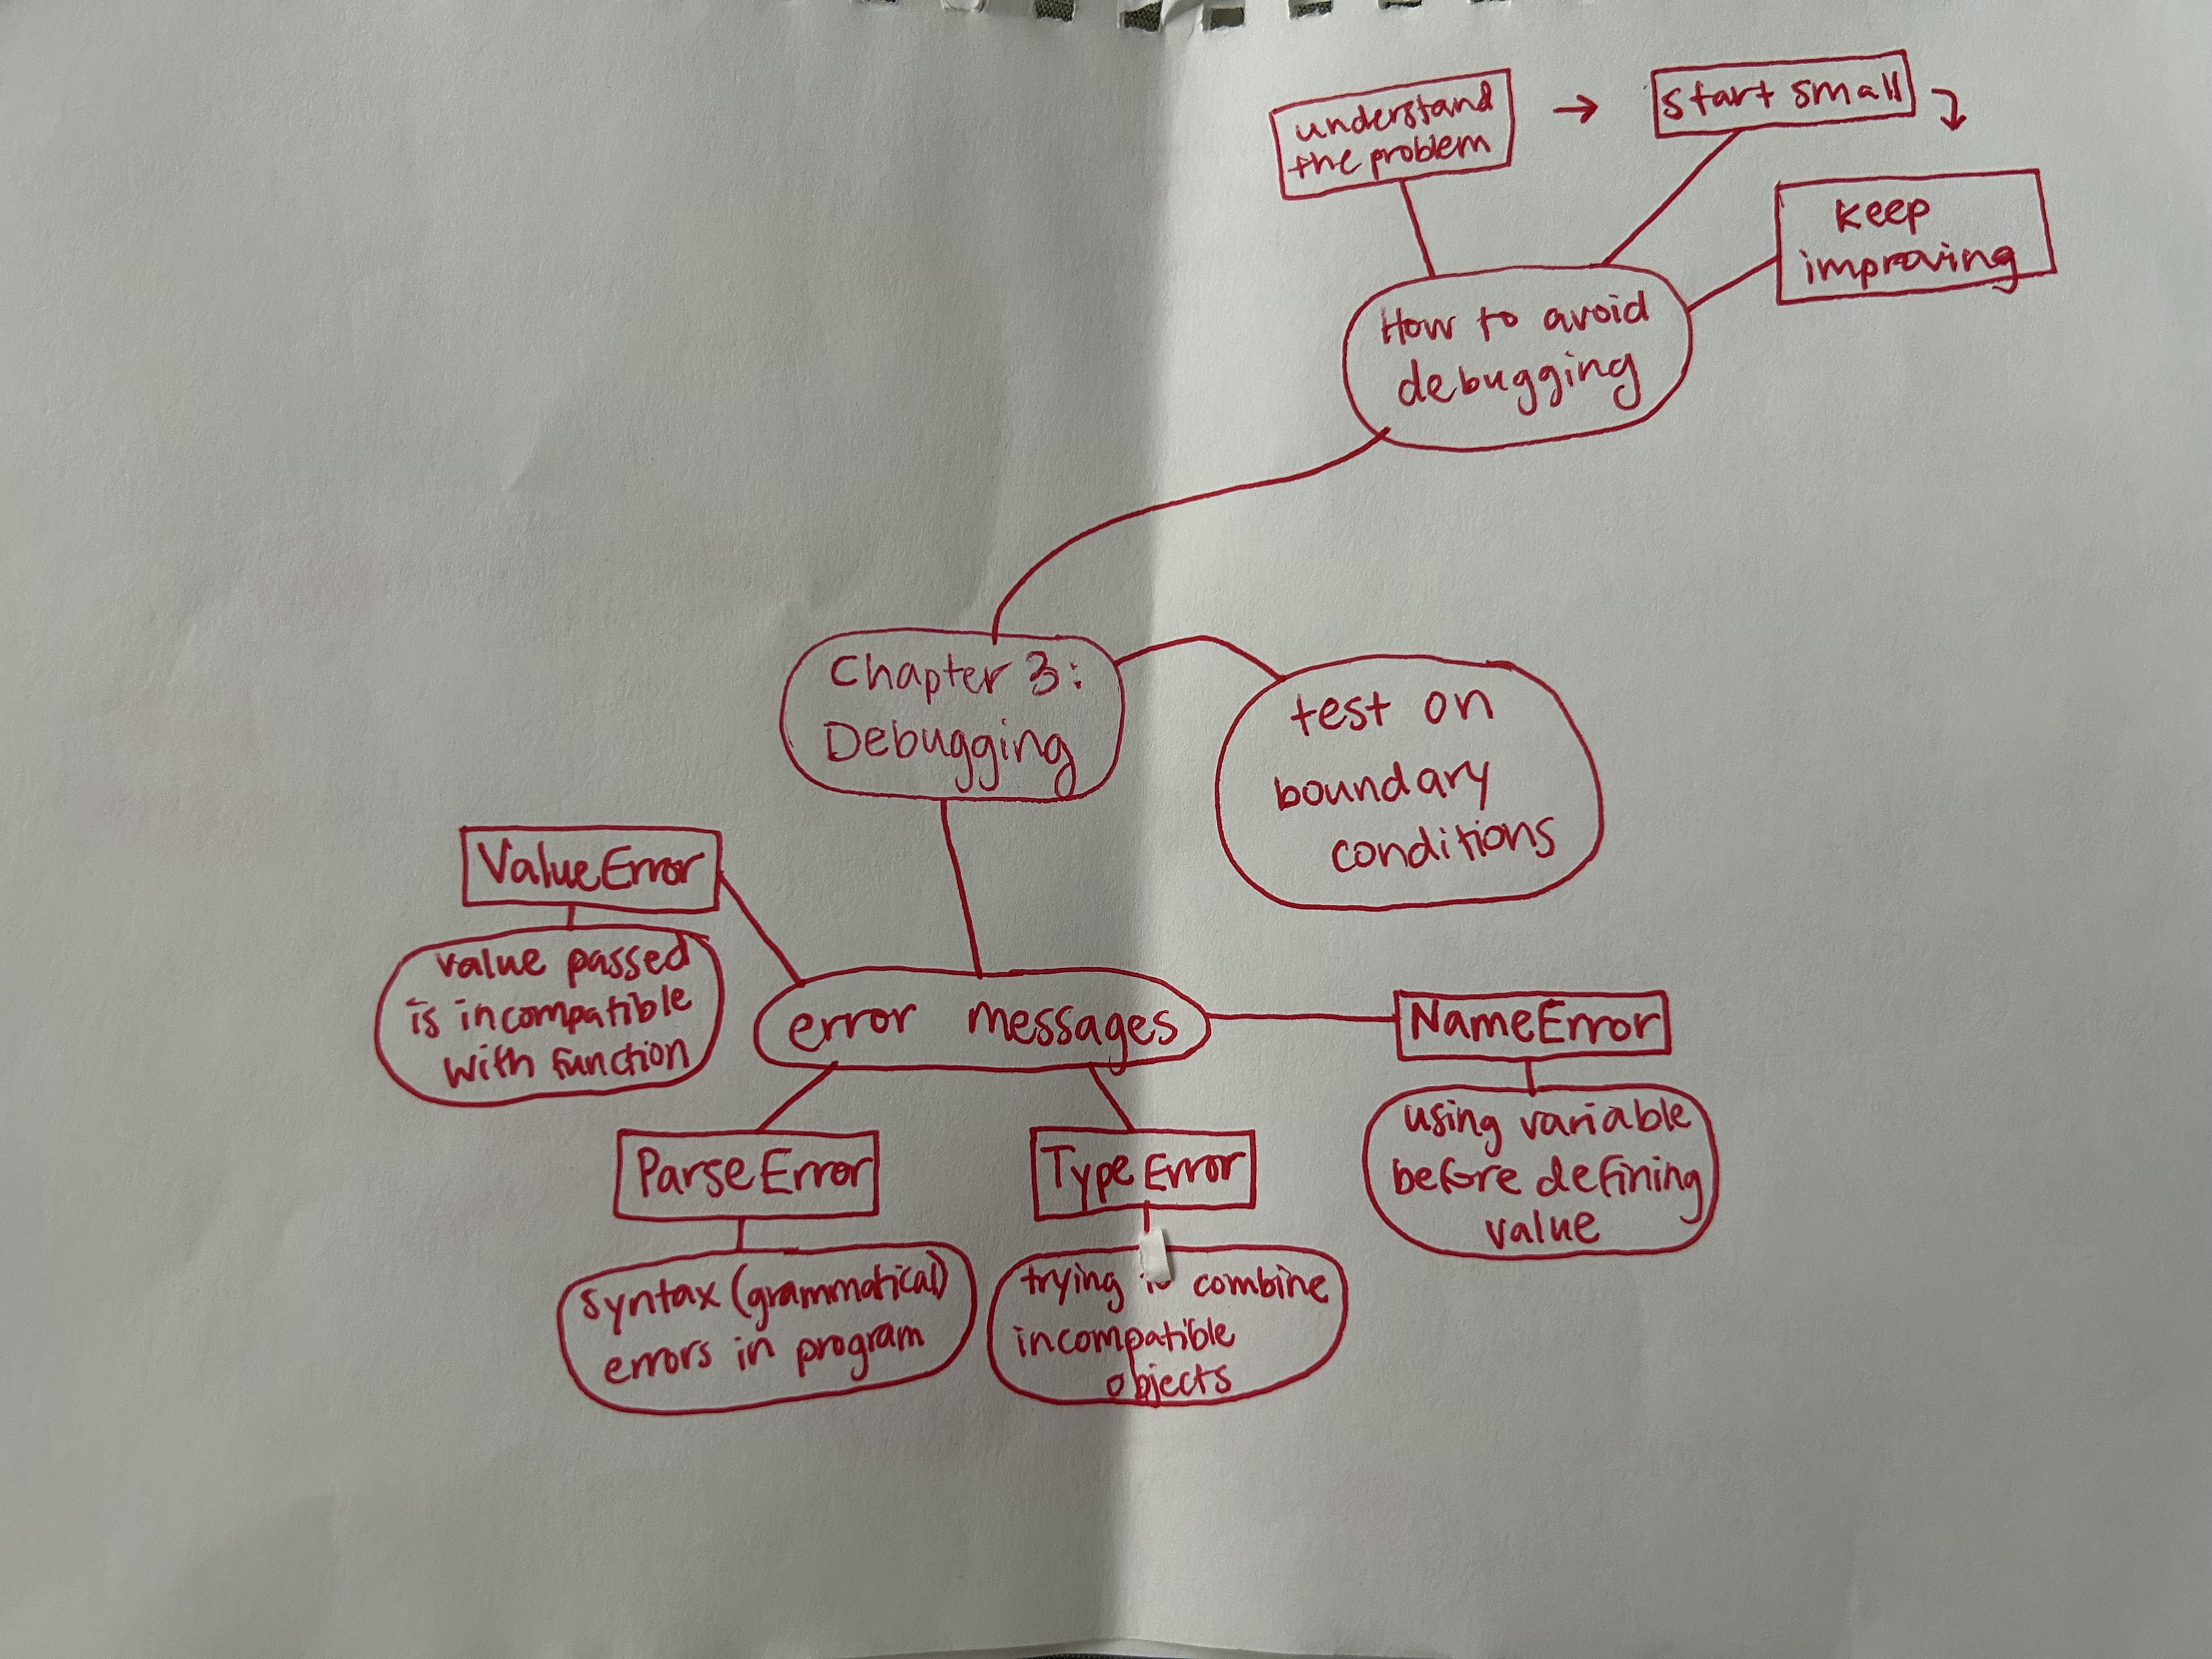 understand
the problem
→
start small
How to avoid
debugging
Keep
improving
Chapter 3:
Debugging
test on
boundary
conditions
error messages
ValueError
value passed
is incompatible
with function
ParseError
syntax (grammatical)
errors in program
TypeError
trying combine
incompatible
objects
NameError
using variable
before defining
value